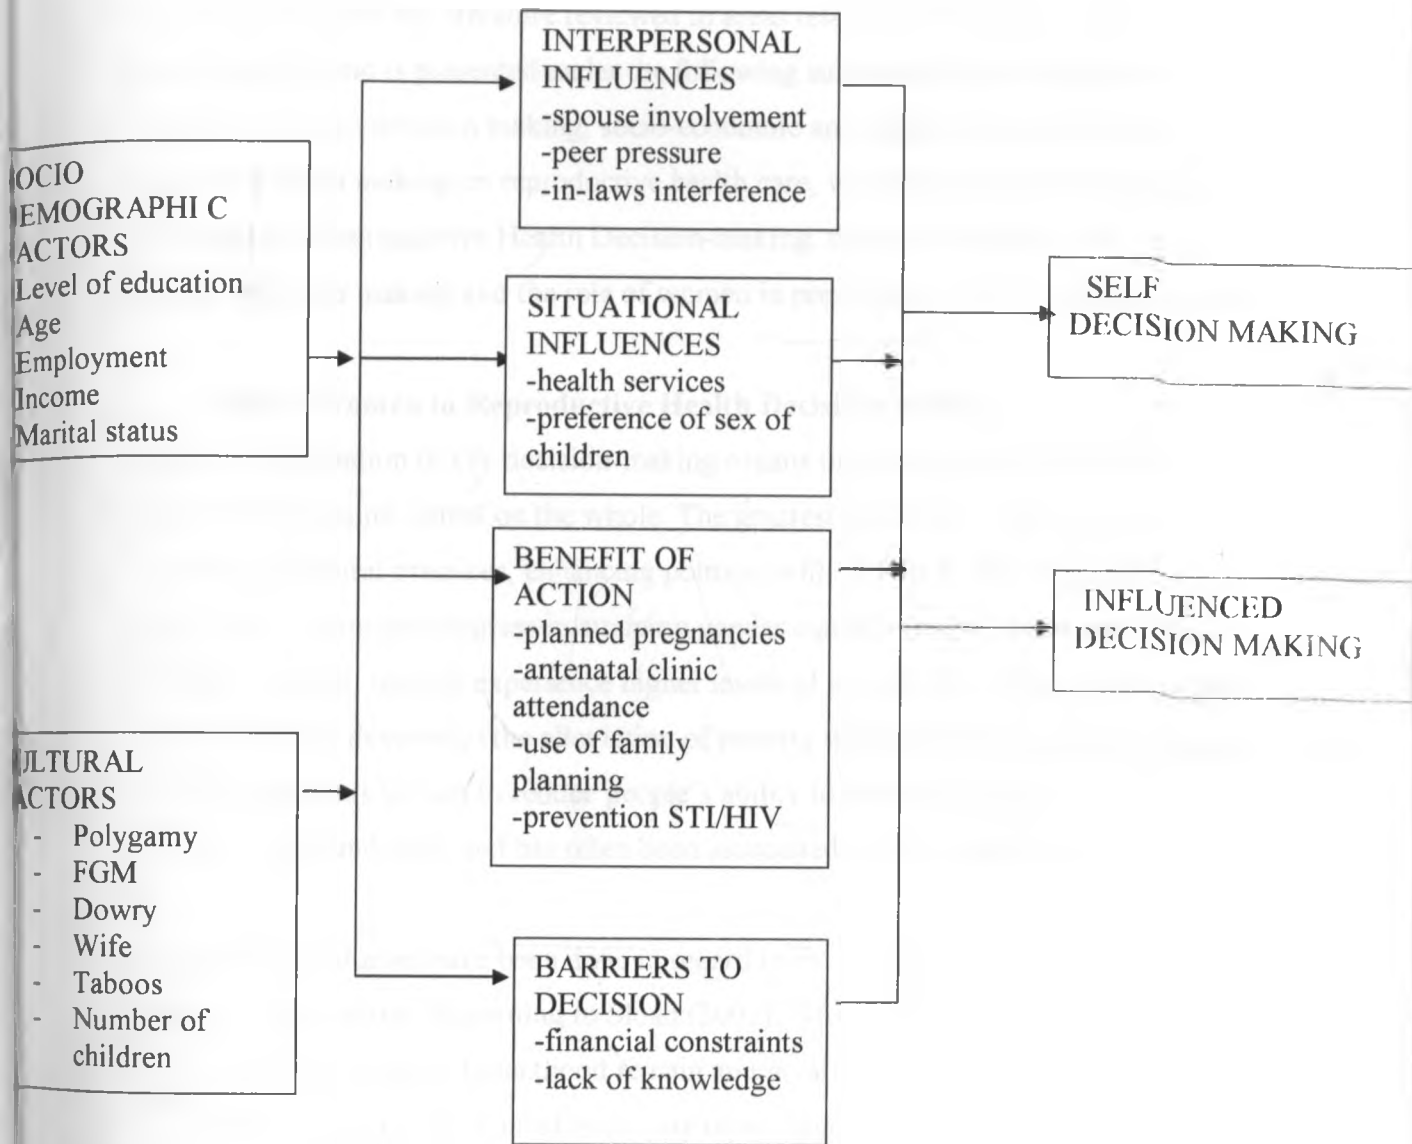 OCIO
EMOGRAPHI C
ACTORS
Level of education
Age
Employment
Income
Marital status
ULTURAL
ACTORS
- Polygamy
- FGM
- Dowry
- Wife
- Taboos
- Number of
children
INTERPERSONAL
INFLUENCES
-spouse involvement
-peer pressure
-in-laws interference
SITUATIONAL
INFLUENCES
-health services
-preference of sex of
children
BENEFIT OF
ACTION
-planned pregnancies
-antenatal clinic
attendance
-use of family
planning
-prevention STI/HIV
BARRIERS TO
DECISION
-financial constraints
-lack of knowledge
SELF
DECISION MAKING
INFLUENCED
DECISION MAKING